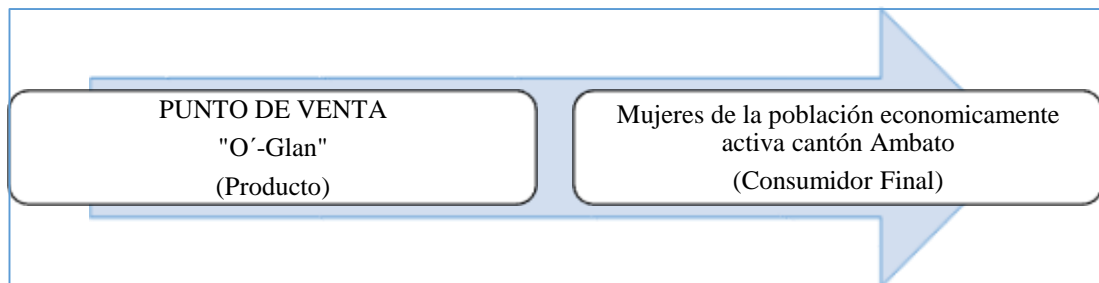 PUNTO DE VENTA
"O´-Glan"
(Producto)
Mujeres de la población economicamente
activa cantón Ambato
(Consumidor Final)